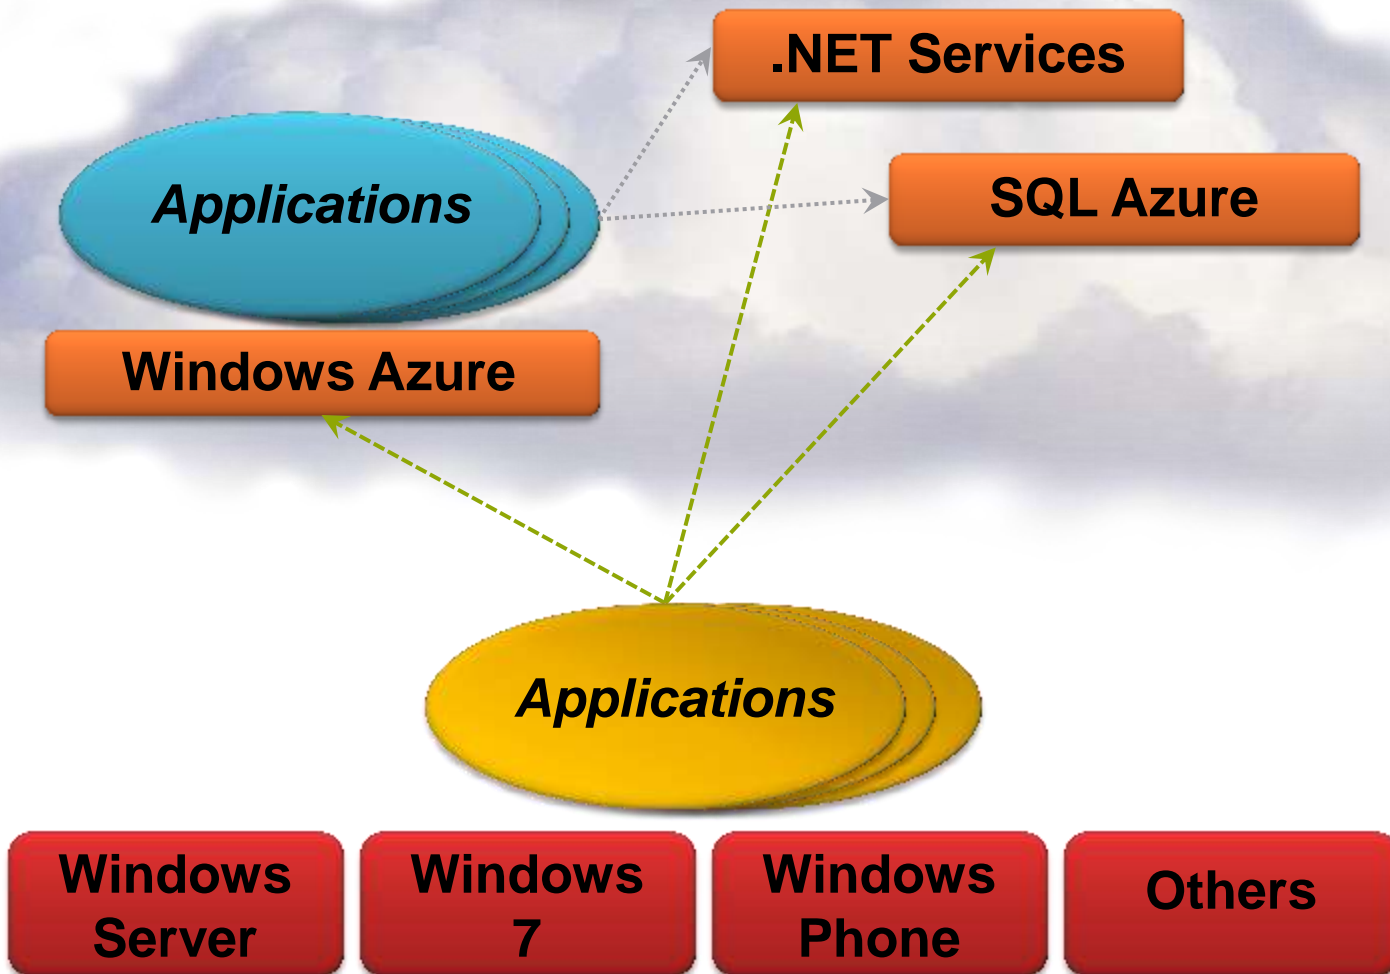 .NET Services
Applications
SQL Azure
Windows Azure
Applications
Windows
Server
Windows
7
Windows
Phone
Others